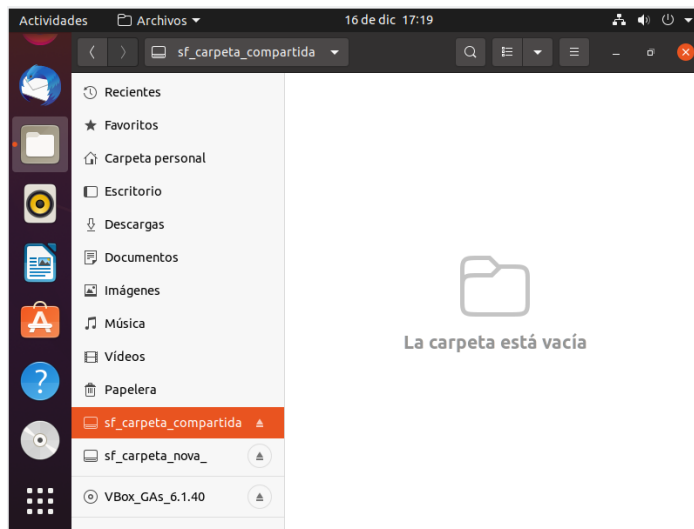 Actividades Archivos 16 de dic 17:19
sf_carpeta_compartida
Recientes
Favoritos
Carpeta personal
Escritorio
Descargas
Documentos
Imágenes
Música
Vídeos
Papelera
sf_carpeta_compartida
sf_carpeta_nova_
VBox_GAs_6.1.40
La carpeta está vacía